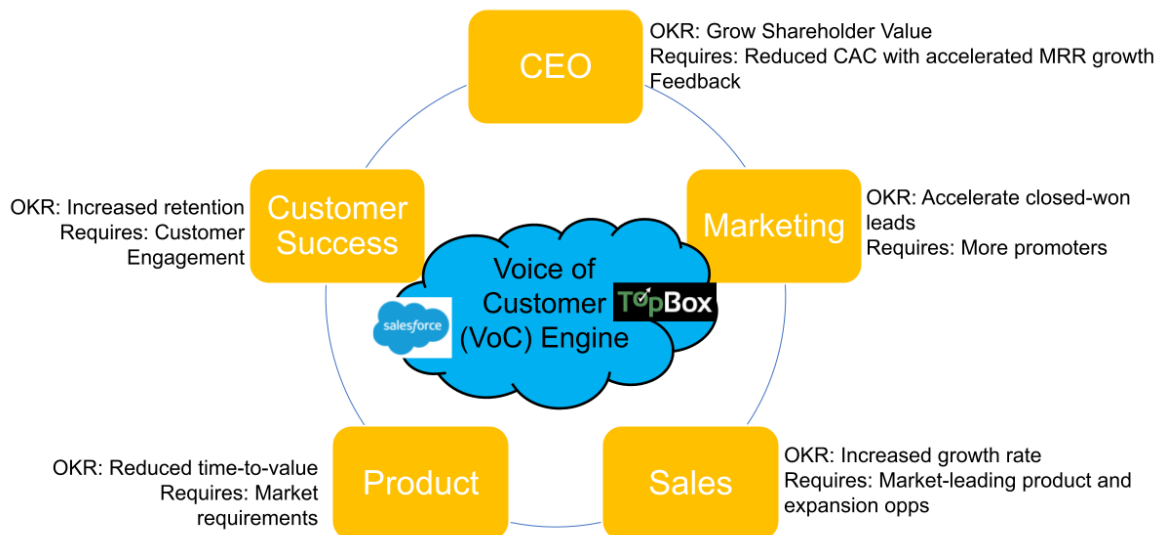 CEO
OKR: Grow Shareholder Value
Requires: Reduced CAC with accelerated MRR growth
Feedback
OKR: Increased retention
Requires: Customer
Engagement
Customer
Success
Marketing
OKR: Accelerate closed-won
leads
Requires: More promoters
Voice of
Customer
(VoC) Engine
salesforce
TopBox
OKR: Reduced time-to-value
Requires: Market
requirements
Product
Sales
OKR: Increased growth rate
Requires: Market-leading product and
expansion opps